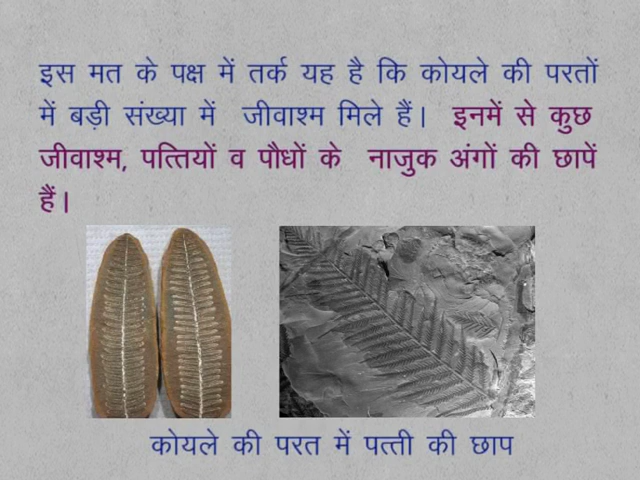 इस मत के पक्ष में तर्क यह है कि कोयले की परतों
में बड़ी संख्या में जीवाश्म मिले हैं। इनमें से कुछ
जीवाश्म, पत्तियों व पौधों के नाजुक अंगों की छापें
हैं।
कोयले की परत में पत्ती की छाप